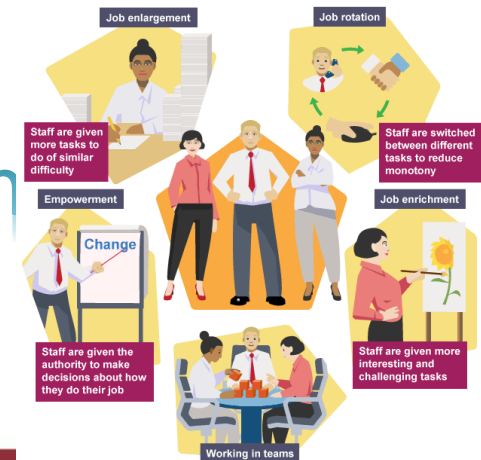 Job enlargement
Staff are given
more tasks to
do of similar
difficulty
Job rotation
Staff are switched
between different
tasks to reduce
monotony
Empowerment
Change
Staff are given the
authority to make
decisions about how
they do their job
Job enrichment
Staff are given more
interesting and
challenging tasks
Working in teams